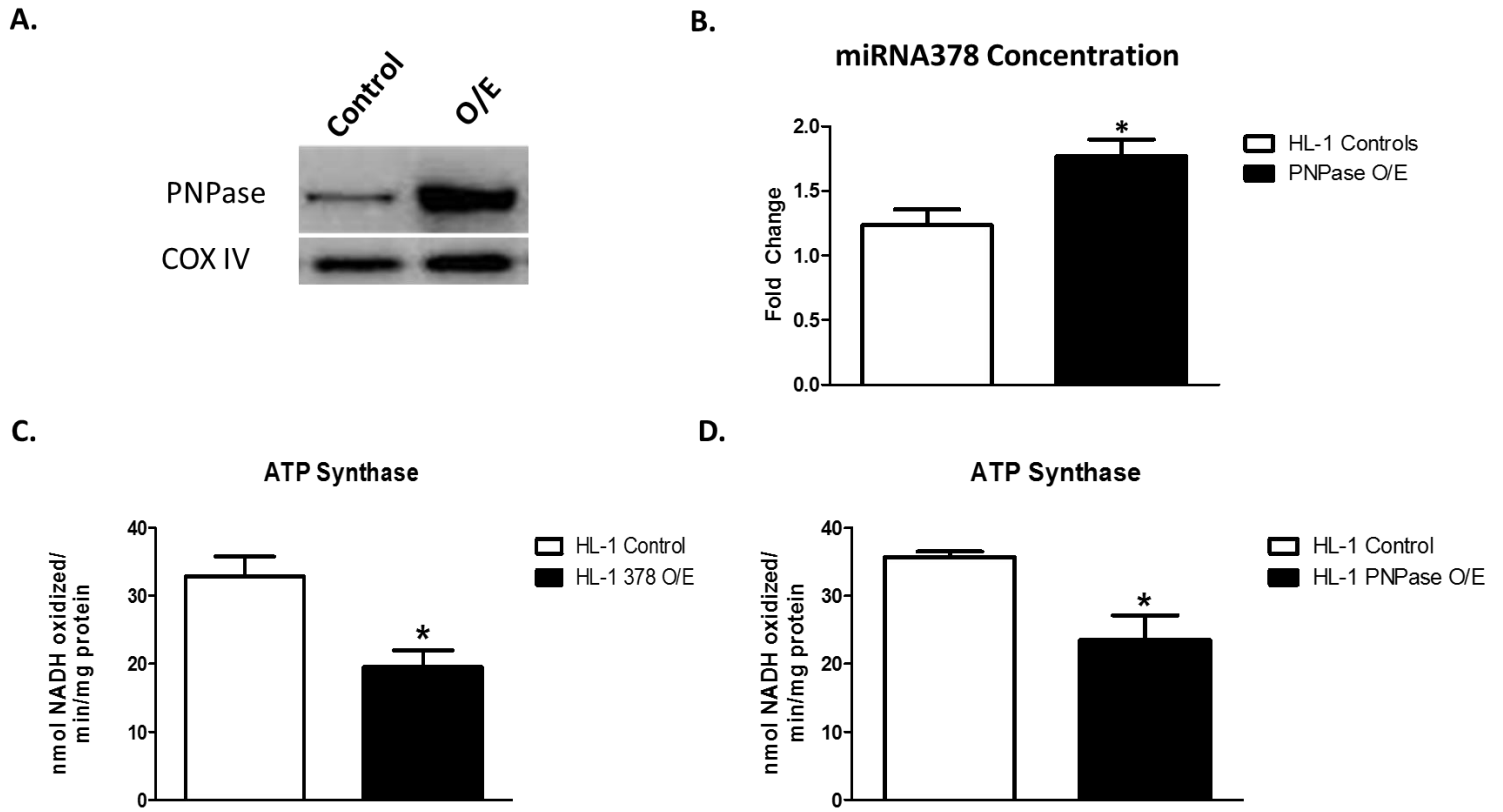 A.
Control
O/E
PNPase
COX IV
B.
miRNA378 Concentration
Fold Change
2.0
1.5
1.0
0.5
0.0
*
HL-1 Controls
PNPase O/E
C.
ATP Synthase
nmol NADH oxidized/
min/mg protein
40
30
20
10
0
*
HL-1 Control
HL-1 378 O/E
D.
ATP Synthase
nmol NADH oxidized/
min/mg protein
40
30
20
10
0
*
HL-1 Control
HL-1 PNPase O/E